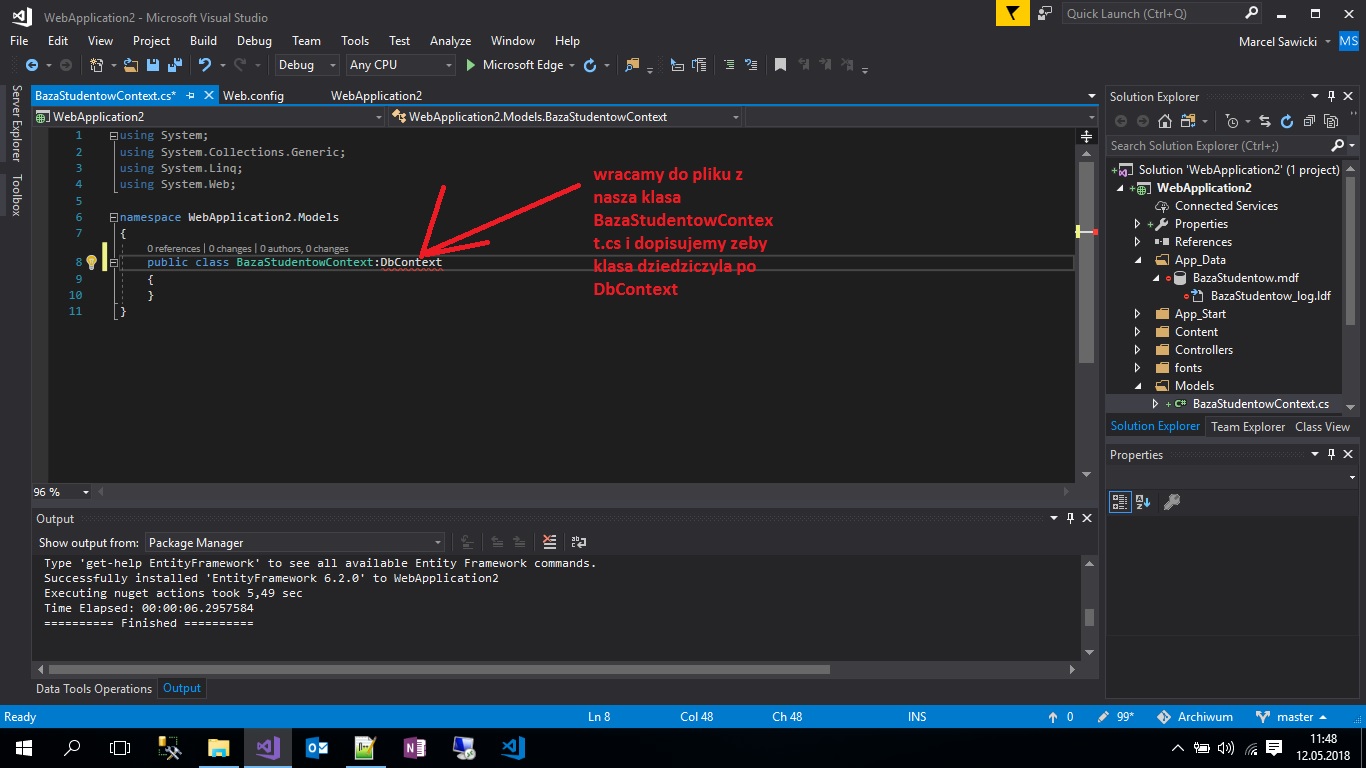 WebApplication2 - Microsoft Visual Studio
Quick Launch (Ctrl+Q)
File Edit View Project Build Debug Team Tools Test Analyze Window Help
Marcel Sawicki MS
Debug Any CPU Microsoft Edge
Server Explorer
Toolbox
BazaStudentowContext.cs* Web.config WebApplication2
WebApplication2 WebApplication2.Models.BazaStudentowContext
1 using System;
2 using System.Collections.Generic;
3 using System.Linq;
4 using System.Web;
5
6 namespace WebApplication2.Models
7 {
0 references | 0 changes | 0 authors, 0 changes
8 public class BazaStudentowContext:DbContext
9 {
10 }
11 }
wracamy do pliku z
nasza klasa
BazaStudentowContex
t.cs i dopisujemy zeby
klasa dziedziczyla po
DbContext
96 %
Solution Explorer
Search Solution Explorer (Ctrl+;)
Solution 'WebApplication2' (1 project)
WebApplication2
Connected Services
Properties
References
App_Data
BazaStudentow.mdf
BazaStudentow_log.ldf
App_Start
Content
Controllers
fonts
Models
C# BazaStudentowContext.cs
Solution Explorer Team Explorer Class View
Properties
Output
Show output from: Package Manager
Type 'get-help EntityFramework' to see all available Entity Framework commands.
Successfully installed 'EntityFramework 6.2.0' to WebApplication2
Executing nuget actions took 5,49 sec
Time Elapsed: 00:00:06.2957584
========== Finished ==========
Data Tools Operations Output
Ready Ln 8 Col 48 Ch 48 INS 0 99* Archiwum master
11:48
12.05.2018